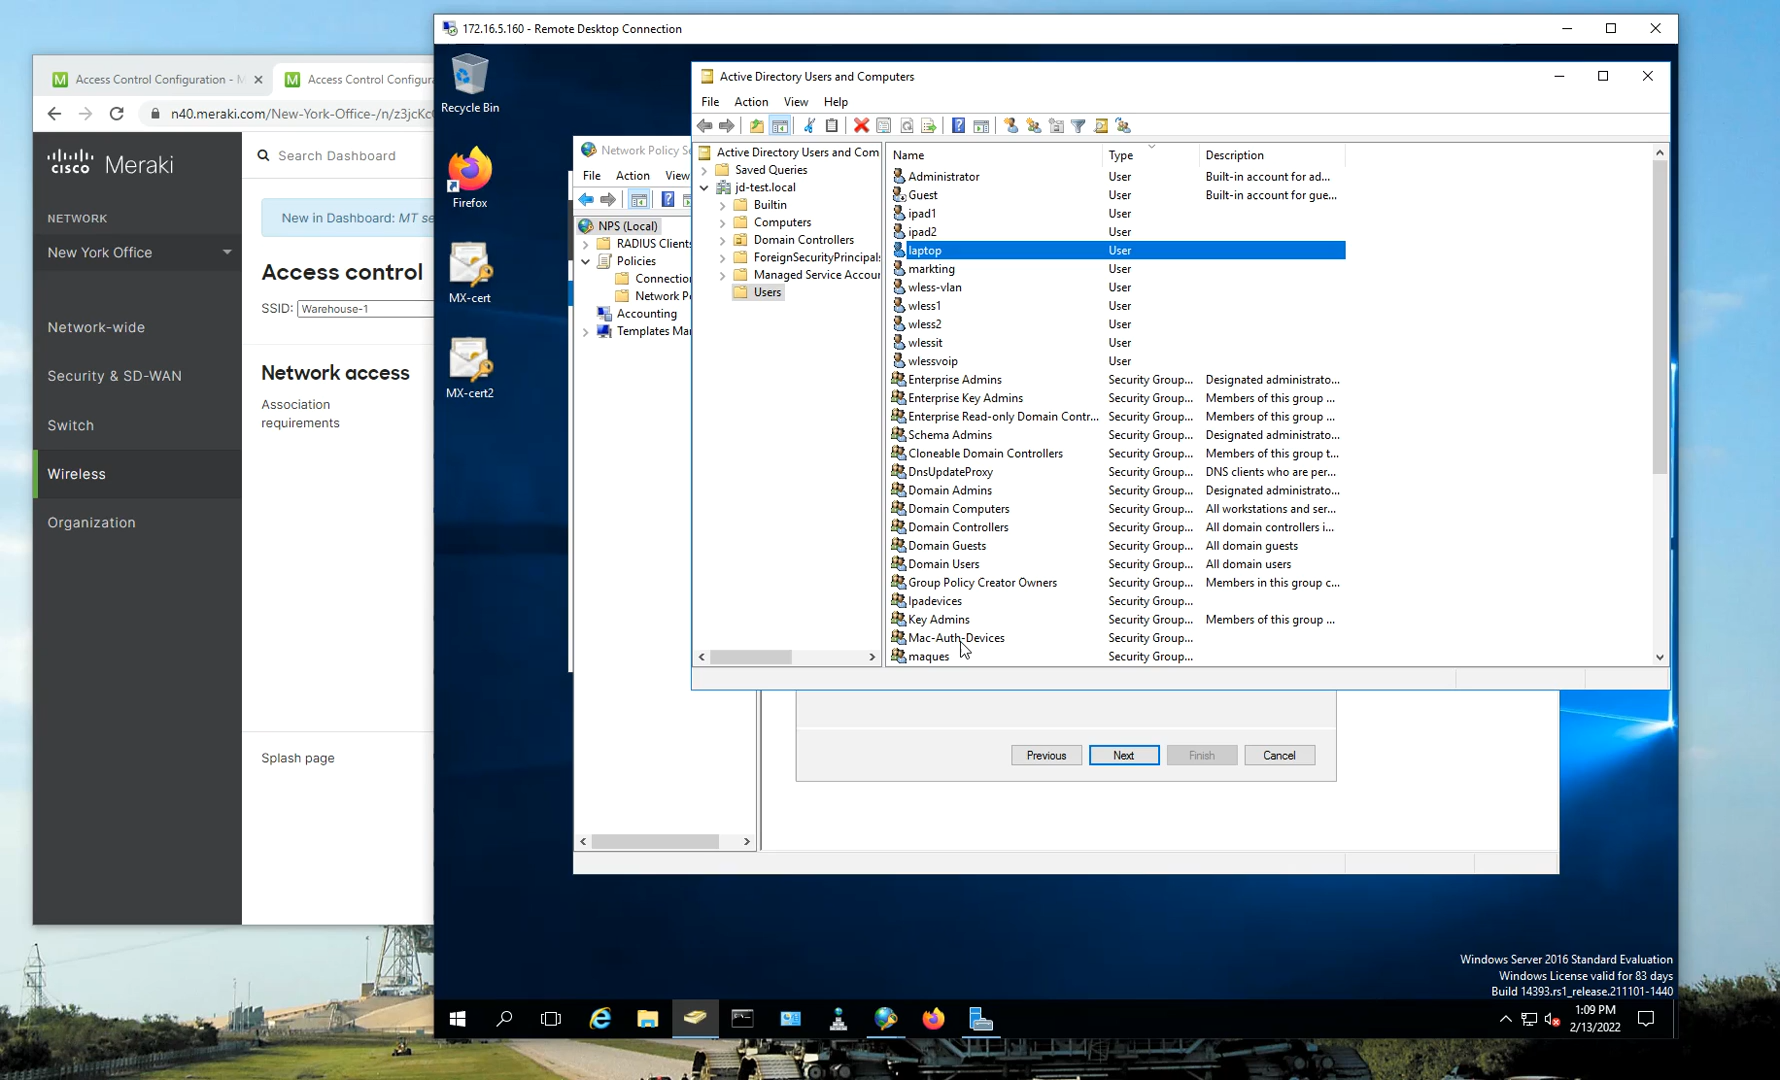 172.16.5.160 - Remote Desktop Connection
Access Control Configuration - M
Access Control Configura
n40.meraki.com/New-York-Office-/n/z3jcKc
cisco Meraki
Search Dashboard
NETWORK
New in Dashboard: MT se
New York Office
Access control
SSID: Warehouse-1
Network-wide
Network access
Security & SD-WAN
Association
requirements
Switch
Wireless
Organization
Splash page
Recycle Bin
Firefox
MX-cert
MX-cert2
Network Policy Se
File Action View
NPS (Local)
RADIUS Clients
Policies
Connection
Network Po
Accounting
Templates Man
Active Directory Users and Computers
File Action View Help
Active Directory Users and Com
Saved Queries
jd-test.local
Builtin
Computers
Domain Controllers
ForeignSecurityPrincipals
Managed Service Accoun
Users
Name Type Description
Administrator User Built-in account for ad...
Guest User Built-in account for gue...
ipad1 User
ipad2 User
laptop User
markting User
wless-vlan User
wless1 User
wless2 User
wlessit User
wlessvoip User
Enterprise Admins Security Group... Designated administrato...
Enterprise Key Admins Security Group... Members of this group ...
Enterprise Read-only Domain Contr... Security Group... Members of this group ...
Schema Admins Security Group... Designated administrato...
Cloneable Domain Controllers Security Group... Members of this group t...
DnsUpdateProxy Security Group... DNS clients who are per...
Domain Admins Security Group... Designated administrato...
Domain Computers Security Group... All workstations and ser...
Domain Controllers Security Group... All domain controllers i...
Domain Guests Security Group... All domain guests
Domain Users Security Group... All domain users
Group Policy Creator Owners Security Group... Members in this group c...
Ipadevices Security Group...
Key Admins Security Group... Members of this group ...
Mac-Auth-Devices Security Group...
maques Security Group...
Previous Next Finish Cancel
Windows Server 2016 Standard Evaluation
Windows License valid for 83 days
Build 14393.rs1_release.211101-1440
1:09 PM
2/13/2022